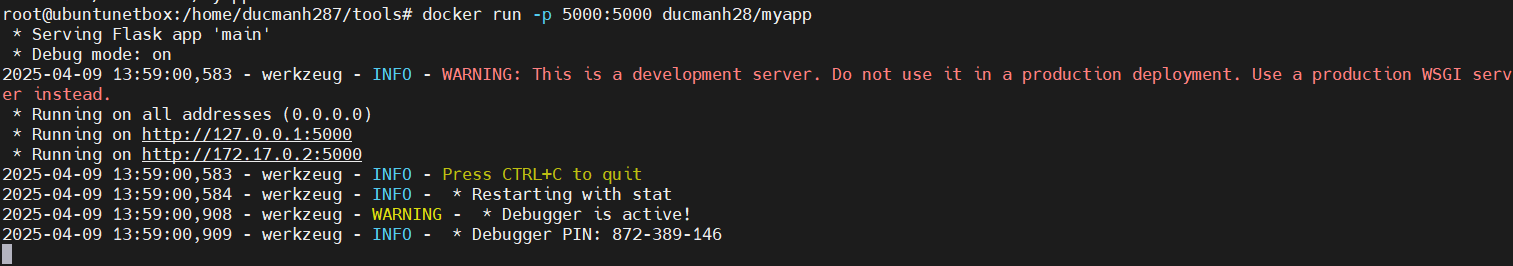 root@ubuntunetbox:/home/ducmanh287/tools# docker run -p 5000:5000 ducmanh28/myapp
 * Serving Flask app 'main'
 * Debug mode: on
2025-04-09 13:59:00,583 - werkzeug - INFO - WARNING: This is a development server. Do not use it in a production deployment. Use a production WSGI serv
er instead.
 * Running on all addresses (0.0.0.0)
 * Running on http://127.0.0.1:5000
 * Running on http://172.17.0.2:5000
2025-04-09 13:59:00,583 - werkzeug - INFO - Press CTRL+C to quit
2025-04-09 13:59:00,584 - werkzeug - INFO -  * Restarting with stat
2025-04-09 13:59:00,908 - werkzeug - WARNING -  * Debugger is active!
2025-04-09 13:59:00,909 - werkzeug - INFO -  * Debugger PIN: 872-389-146